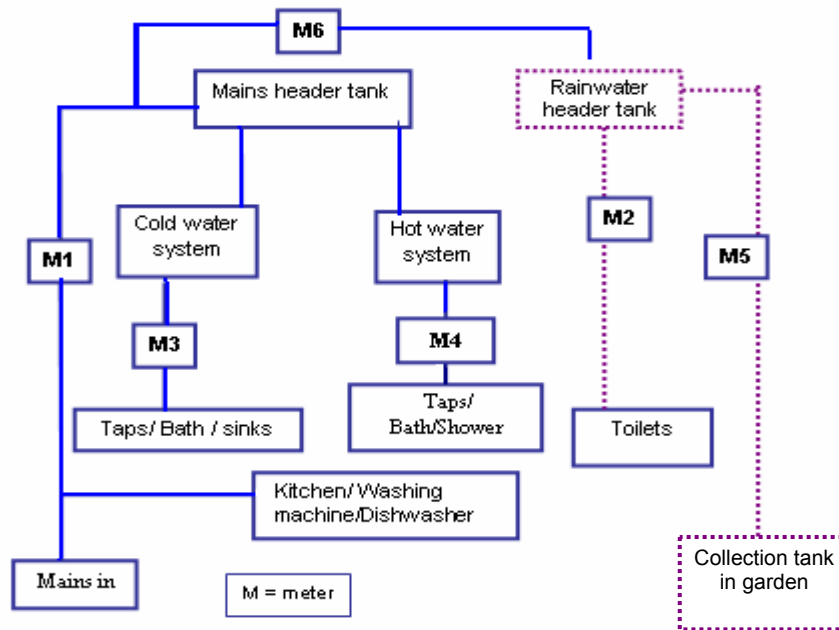 M6
Mains header tank
Rainwater
header tank
Cold water
system
Hot water
system
M2
M1
M5
M3
M4
Taps/ Bath / sinks
Taps/
Bath/Shower
Toilets
Kitchen/ Washing
machine/Dishwasher
Mains in
M = meter
Collection tank
in garden